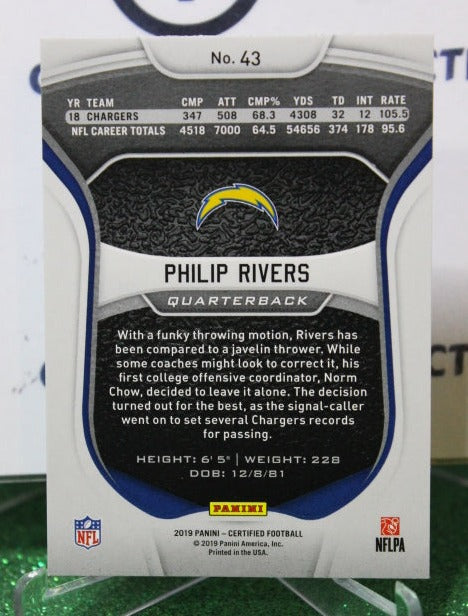 No. 43
YR TEAM CMP ATT CMP% YDS TD INT RATE
18 CHARGERS 347 508 68.3 4308 32 12 105.5
NFL CAREER TOTALS 4518 7000 64.5 54656 374 178 95.6
PHILIP RIVERS
QUARTERBACK
With a funky throwing motion, Rivers has
been compared to a javelin thrower. While
some coaches might look to correct it, his
first college offensive coordinator, Norm
Chow, decided to leave it alone. The decision
turned out for the best, as the signal-caller
went on to set several Chargers records
for passing.
HEIGHT: 6' 5" | WEIGHT: 228
DOB: 12/8/81
PANINI
NFL
2019 PANINI – CERTIFIED FOOTBALL
© 2019 Panini America, Inc.
Printed in the USA.
NFLPA